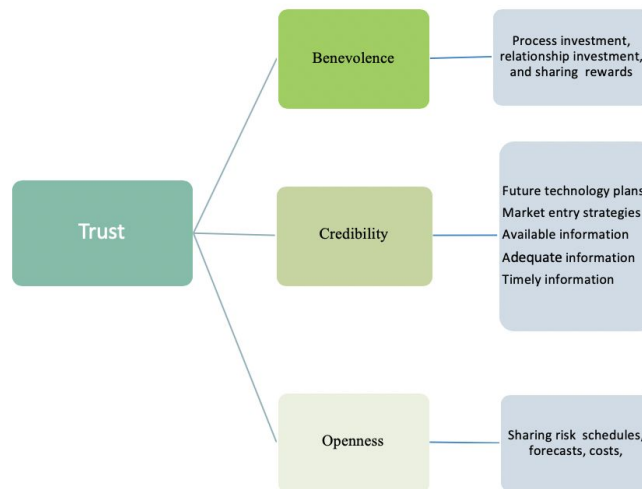 Trust
Benevolence
Process investment,
relationship investment,
and sharing rewards
Credibility
Future technology plans
Market entry strategies
Available information
Adequate information
Timely information
Openness
Sharing risk schedules,
forecasts, costs,